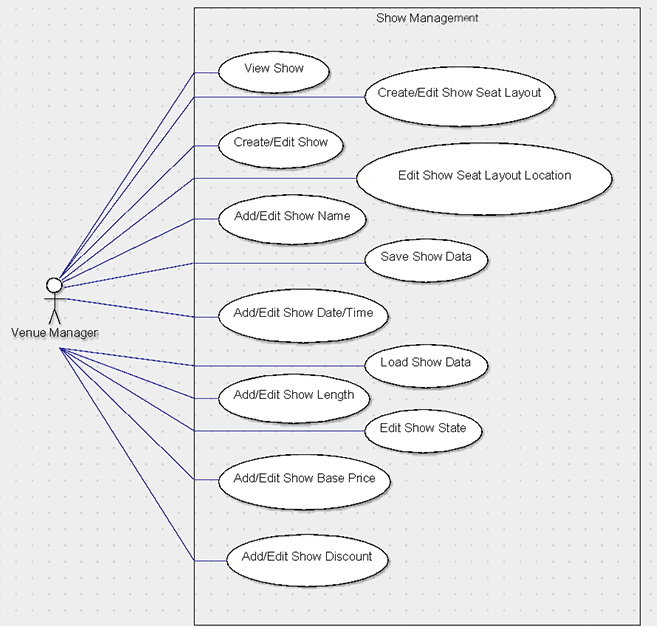 Show Management
View Show
Create/Edit Show Seat Layout
Create/Edit Show
Edit Show Seat Layout Location
Add/Edit Show Name
Save Show Data
Venue Manager
Add/Edit Show Date/Time
Load Show Data
Add/Edit Show Length
Edit Show State
Add/Edit Show Base Price
Add/Edit Show Discount